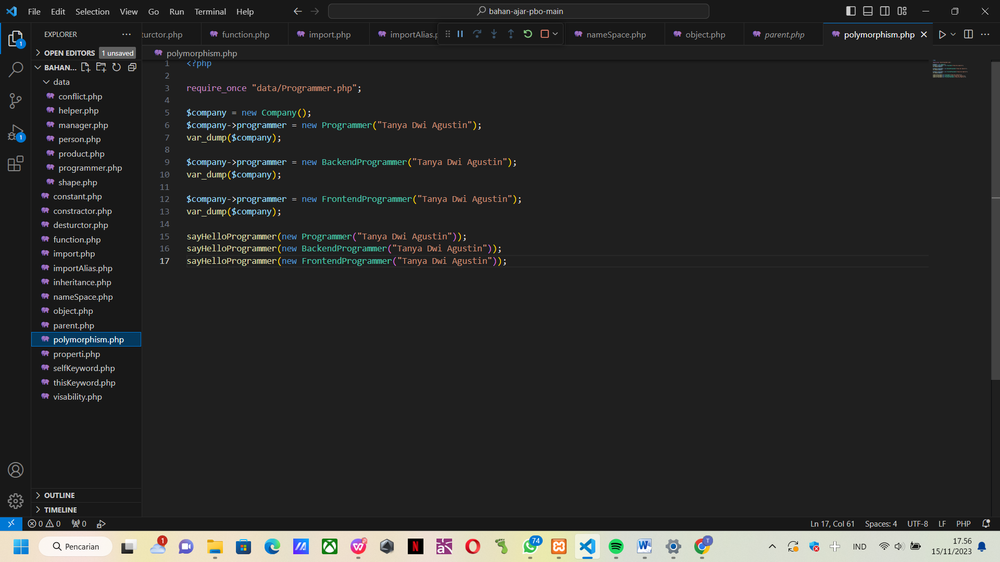 File Edit Selection View Go Run Terminal Help
bahan-ajar-pbo-main
EXPLORER
turctor.php function.php import.php importAlias.p nameSpace.php object.php parent.php polymorphism.php
OPEN EDITORS 1 unsaved
polymorphism.php
BAHAN...
data
conflict.php
helper.php
manager.php
person.php
product.php
programmer.php
shape.php
constant.php
constractor.php
desturctor.php
function.php
import.php
importAlias.php
inheritance.php
nameSpace.php
object.php
parent.php
polymorphism.php
properti.php
selfKeyword.php
thisKeyword.php
visability.php
OUTLINE
TIMELINE
1 <?php
2
3 require_once "data/Programmer.php";
4
5 $company = new Company();
6 $company->programmer = new Programmer("Tanya Dwi Agustin");
7 var_dump($company);
8
9 $company->programmer = new BackendProgrammer("Tanya Dwi Agustin");
10 var_dump($company);
11
12 $company->programmer = new FrontendProgrammer("Tanya Dwi Agustin");
13 var_dump($company);
14
15 sayHelloProgrammer(new Programmer("Tanya Dwi Agustin"));
16 sayHelloProgrammer(new BackendProgrammer("Tanya Dwi Agustin"));
17 sayHelloProgrammer(new FrontendProgrammer("Tanya Dwi Agustin"));
1
1
0 0 0 Ln 17, Col 61 Spaces: 4 UTF-8 LF PHP
Pencarian 1 74 IND 17.56
15/11/2023